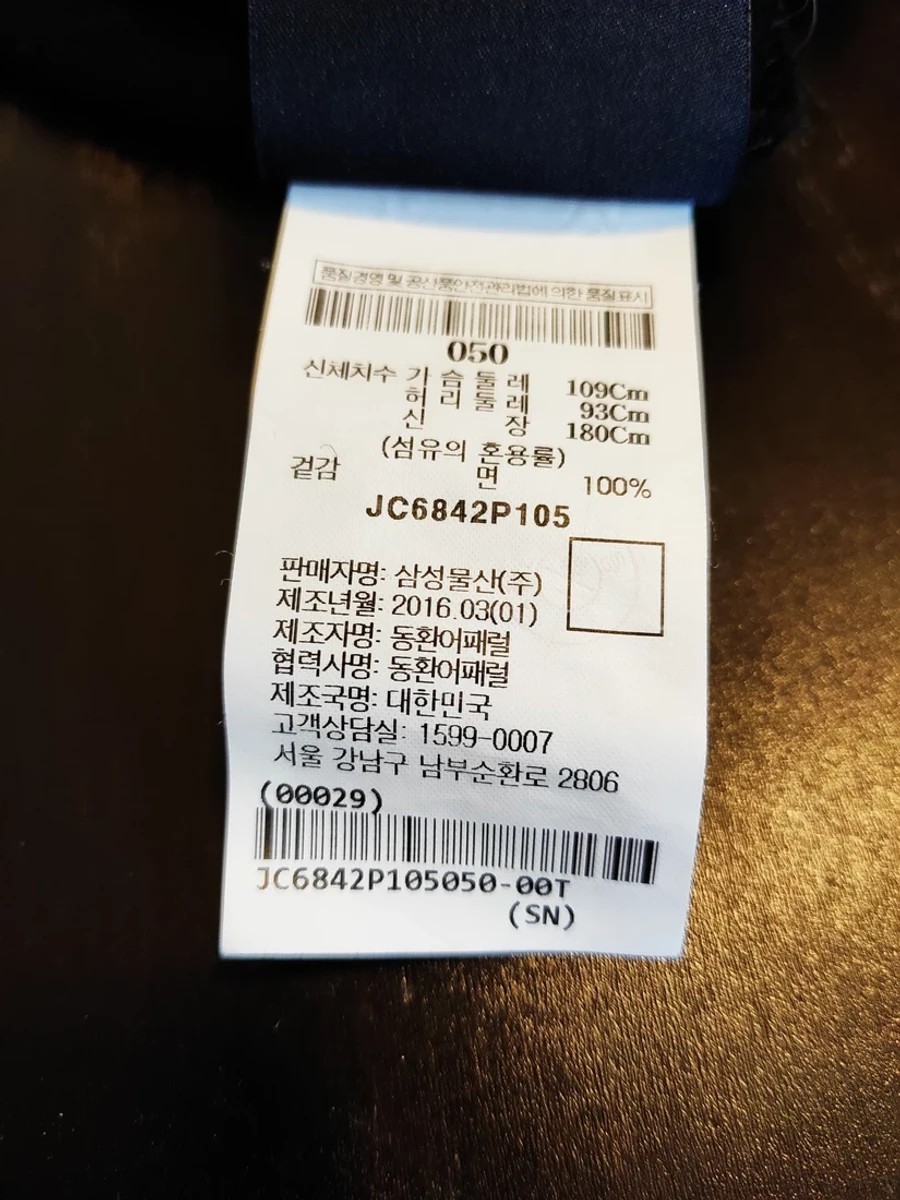 품질경영 및 공산품안전관리법에 의한 품질표시
050
신체치수 가 슴 둘 레 109Cm
허 리 둘 레 93Cm
신 장 180Cm
(섬유의 혼용률)
겉감 면 100%
JC6842P105
판매자명: 삼성물산(주)
제조년월: 2016.03(01)
제조자명: 동환어패럴
협력사명: 동환어패럴
제조국명: 대한민국
고객상담실: 1599-0007
서울 강남구 남부순환로 2806
(00029)
JC6842P105050-00T
(SN)